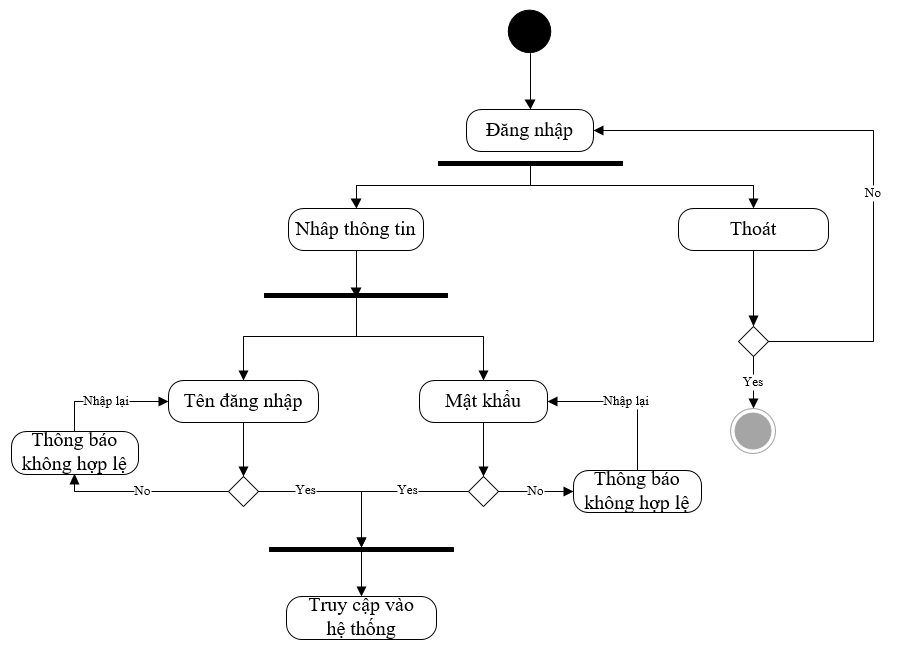 Đăng nhập
No
Nhâp thông tin
Thoát
Yes
Nhập lại
Tên đăng nhập
Mật khẩu
Nhập lại
Thông báo
không hợp lệ
No
Yes
Yes
No
Thông báo
không hợp lệ
Truy cập vào
hệ thống